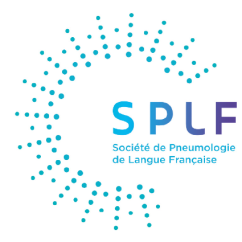 SPLF
Société de Pneumologie
de Langue Française